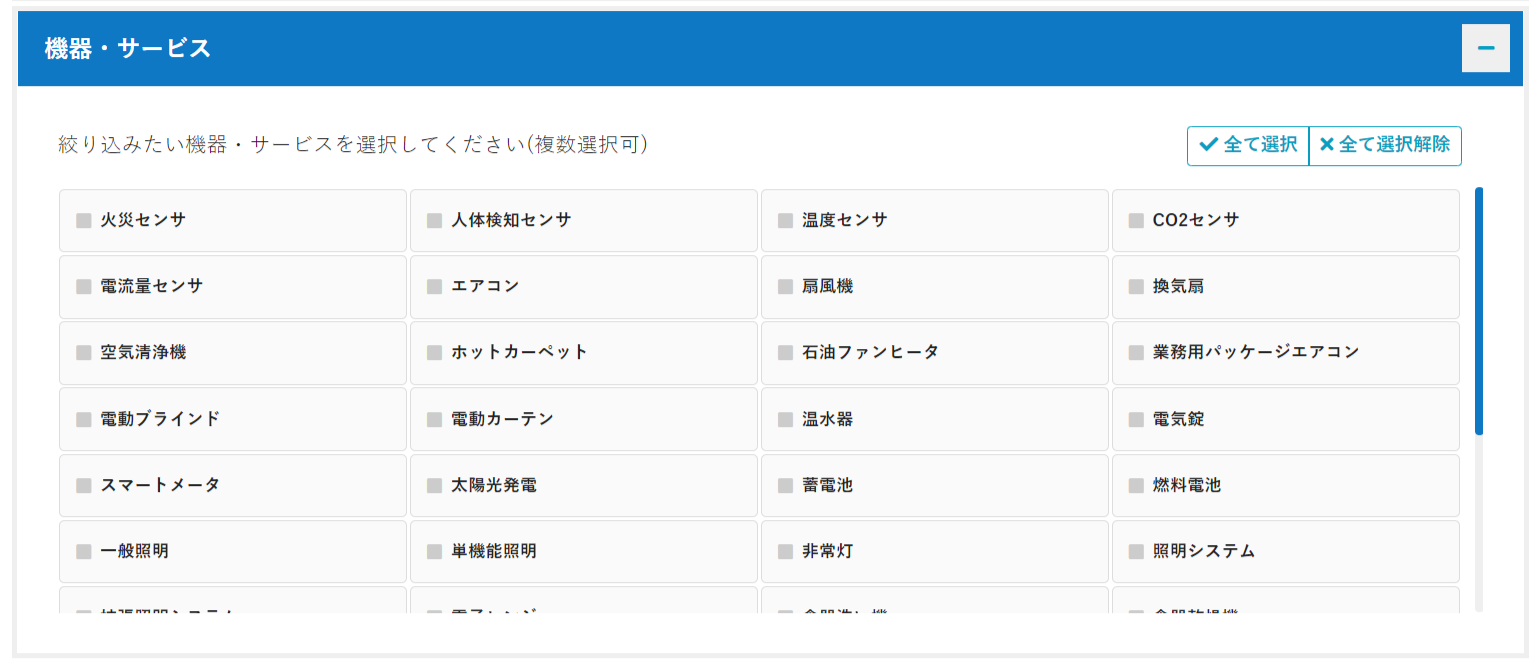 機器・サービス
絞り込みたい機器・サービスを選択してください(複数選択可)
全て選択 全て選択解除
火災センサ 人体検知センサ 温度センサ CO2センサ
電流量センサ エアコン 扇風機 換気扇
空気清浄機 ホットカーペット 石油ファンヒータ 業務用パッケージエアコン
電動ブラインド 電動カーテン 温水器 電気錠
スマートメータ 太陽光発電 蓄電池 燃料電池
一般照明 単機能照明 非常灯 照明システム